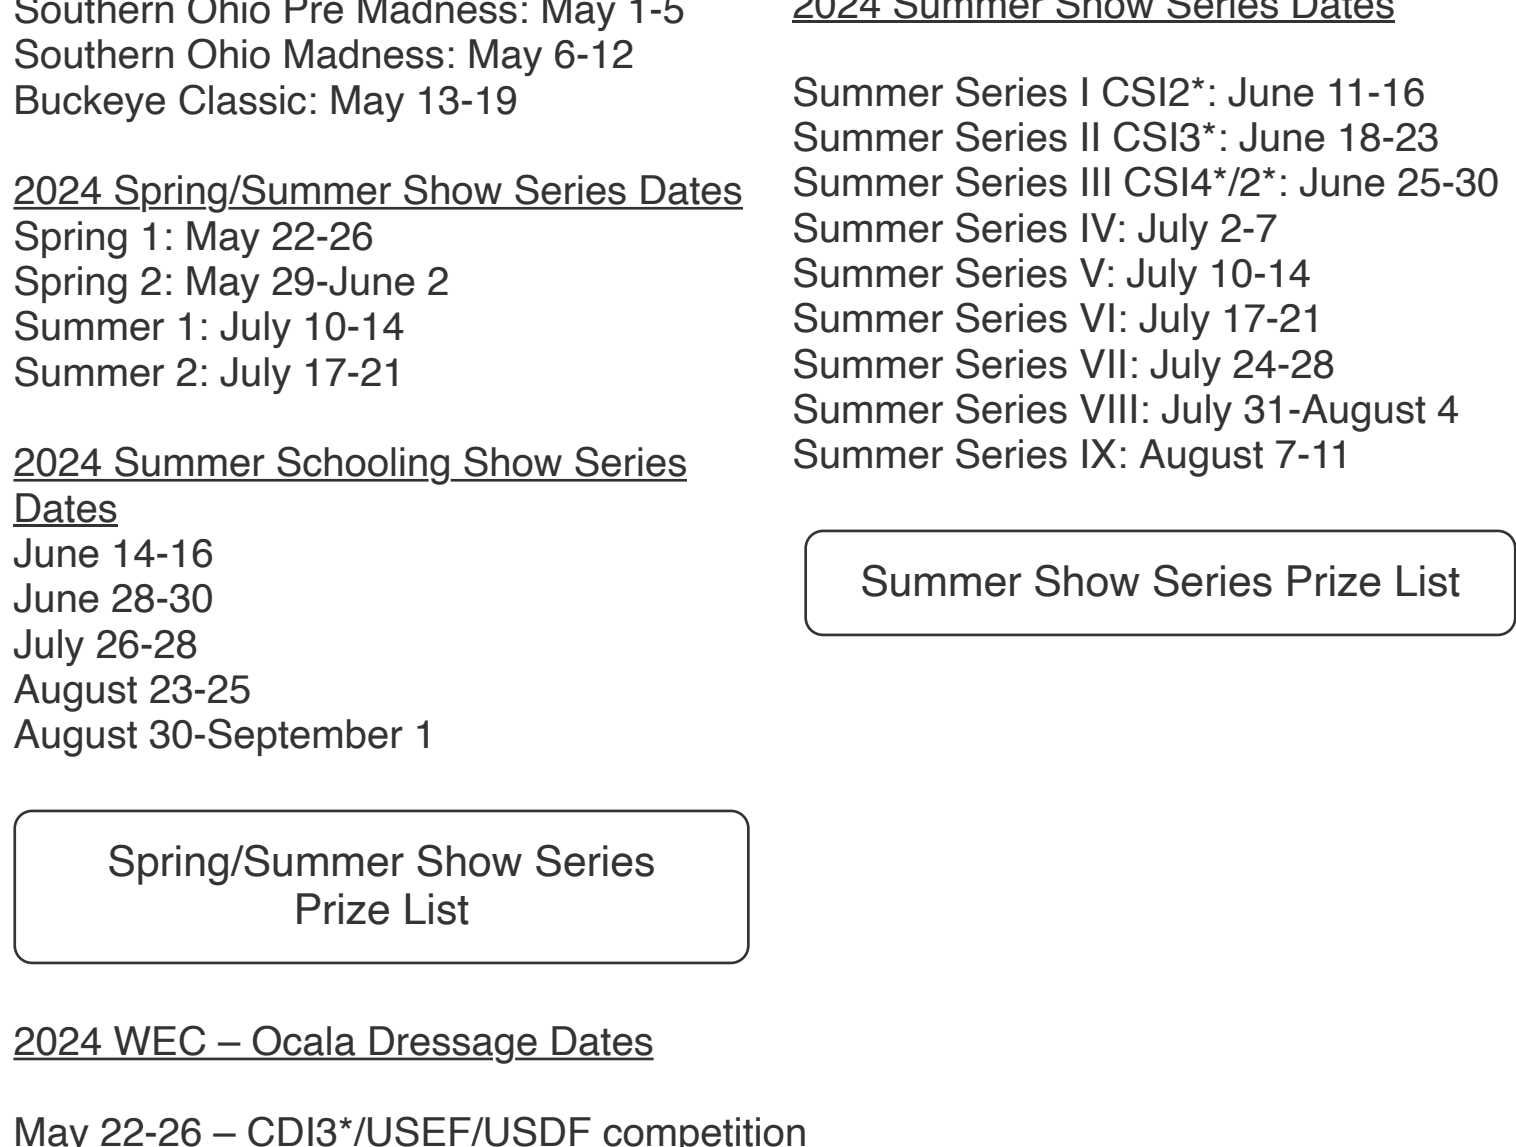 Southern Ohio Pre Madness: May 1-5
Southern Ohio Madness: May 6-12
Buckeye Classic: May 13-19
2024 Spring/Summer Show Series Dates
Spring 1: May 22-26
Spring 2: May 29-June 2
Summer 1: July 10-14
Summer 2: July 17-21
2024 Summer Schooling Show Series
Dates
June 14-16
June 28-30
July 26-28
August 23-25
August 30-September 1
Spring/Summer Show Series
Prize List
2024 Summer Show Series Dates
Summer Series I CSI2*: June 11-16
Summer Series II CSI3*: June 18-23
Summer Series III CSI4*/2*: June 25-30
Summer Series IV: July 2-7
Summer Series V: July 10-14
Summer Series VI: July 17-21
Summer Series VII: July 24-28
Summer Series VIII: July 31-August 4
Summer Series IX: August 7-11
Summer Show Series Prize List
2024 WEC – Ocala Dressage Dates
May 22-26 – CDI3*/USEF/USDF competition